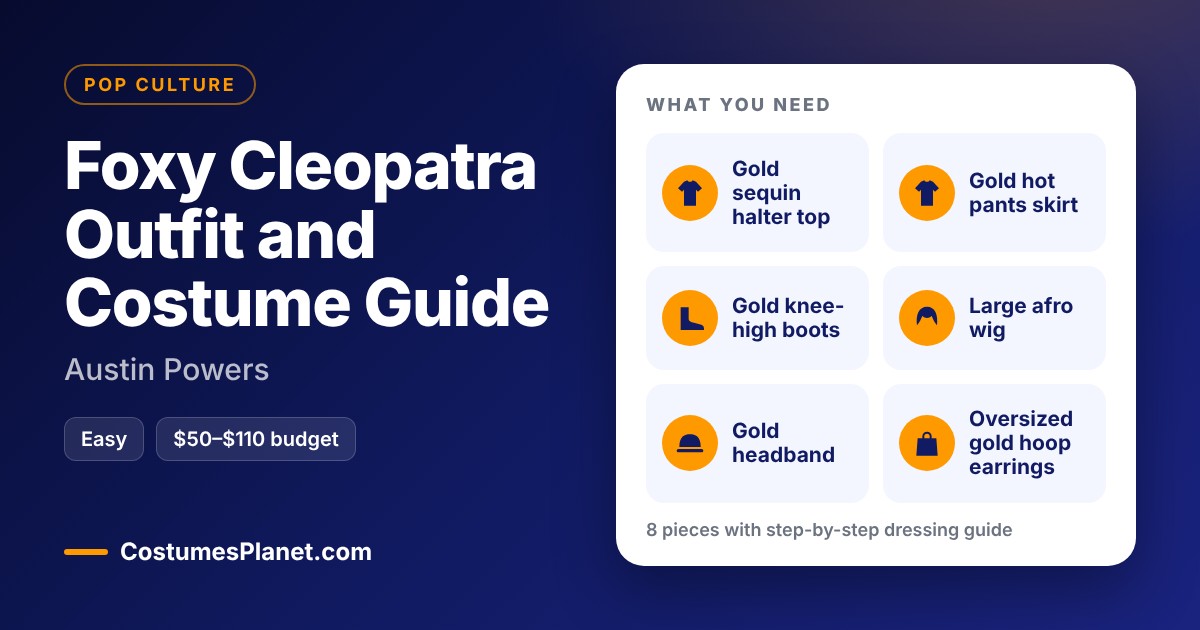 POP CULTURE
Foxy Cleopatra
Outfit and
Costume Guide
Austin Powers
Easy
$50–$110 budget
CostumesPlanet.com
WHAT YOU NEED
Gold
sequin
halter top
Gold hot
pants skirt
Gold knee-
high boots
Large afro
wig
Gold
headband
Oversized
gold hoop
earrings
8 pieces with step-by-step dressing guide